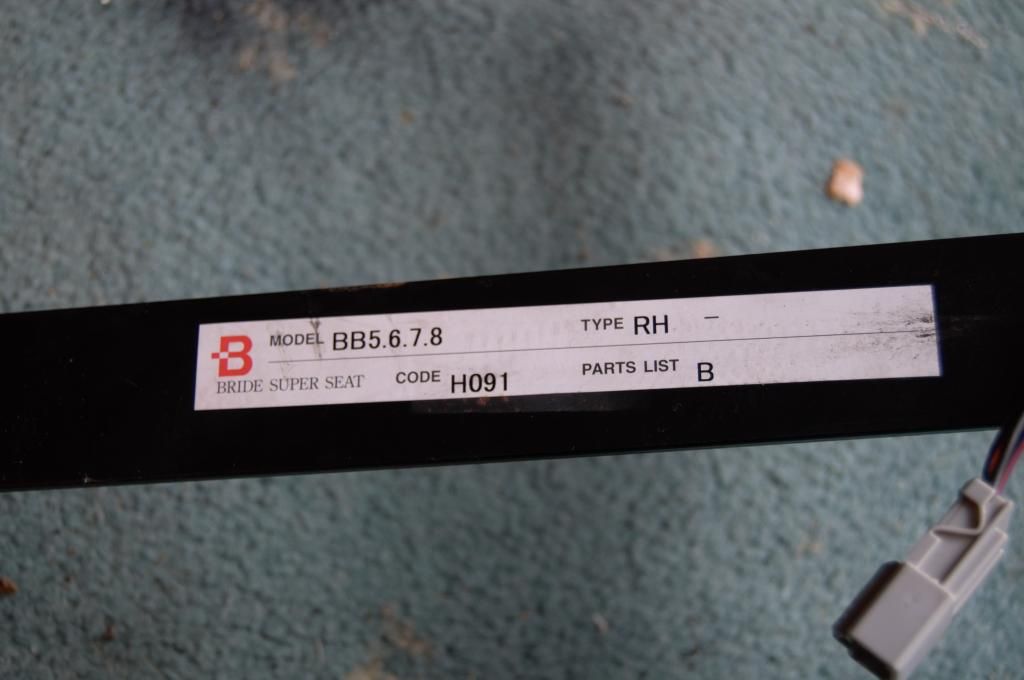 B MODEL BB5.6.7.8 TYPE RH –
BRIDE SUPER SEAT CODE H091 PARTS LIST B